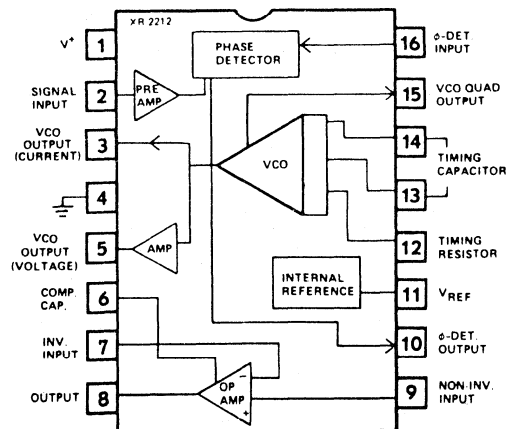 XR 2212
V+
1
SIGNAL
INPUT
2
VCO
OUTPUT
(CURRENT)
3
4
VCO
OUTPUT
(VOLTAGE)
5
COMP.
CAP.
6
INV.
INPUT
7
OUTPUT
8
PHASE
DETECTOR
PRE
AMP
VCO
AMP
INTERNAL
REFERENCE
OP
AMP
−
+
16
ϕ-DET
INPUT
15
VCO QUAD
OUTPUT
14
TIMING
CAPACITOR
13
12
TIMING
RESISTOR
11
VREF
10
ϕ-DET.
OUTPUT
9
NON-INV.
INPUT